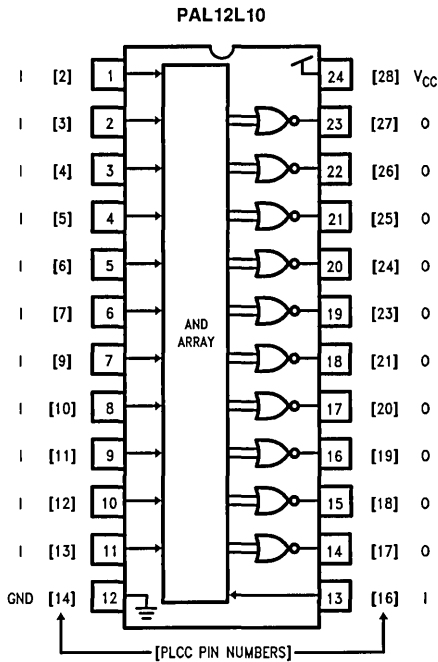 PAL12L10
I [2] 1 24 [28] VCC
I [3] 2 23 [27] O
I [4] 3 22 [26] O
I [5] 4 21 [25] O
I [6] 5 20 [24] O
I [7] 6 19 [23] O
AND
ARRAY
I [9] 7 18 [21] O
I [10] 8 17 [20] O
I [11] 9 16 [19] O
I [12] 10 15 [18] O
I [13] 11 14 [17] O
GND [14] 12 13 [16] I
[PLCC PIN NUMBERS]